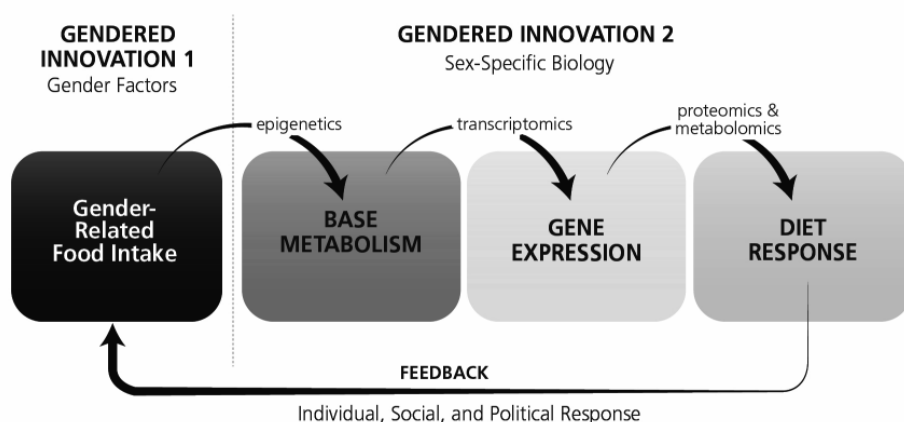 GENDERED
INNOVATION 1
Gender Factors
GENDERED INNOVATION 2
Sex-Specific Biology
epigenetics
transcriptomics
proteomics &
metabolomics
Gender-
Related
Food Intake
BASE
METABOLISM
GENE
EXPRESSION
DIET
RESPONSE
FEEDBACK
Individual, Social, and Political Response